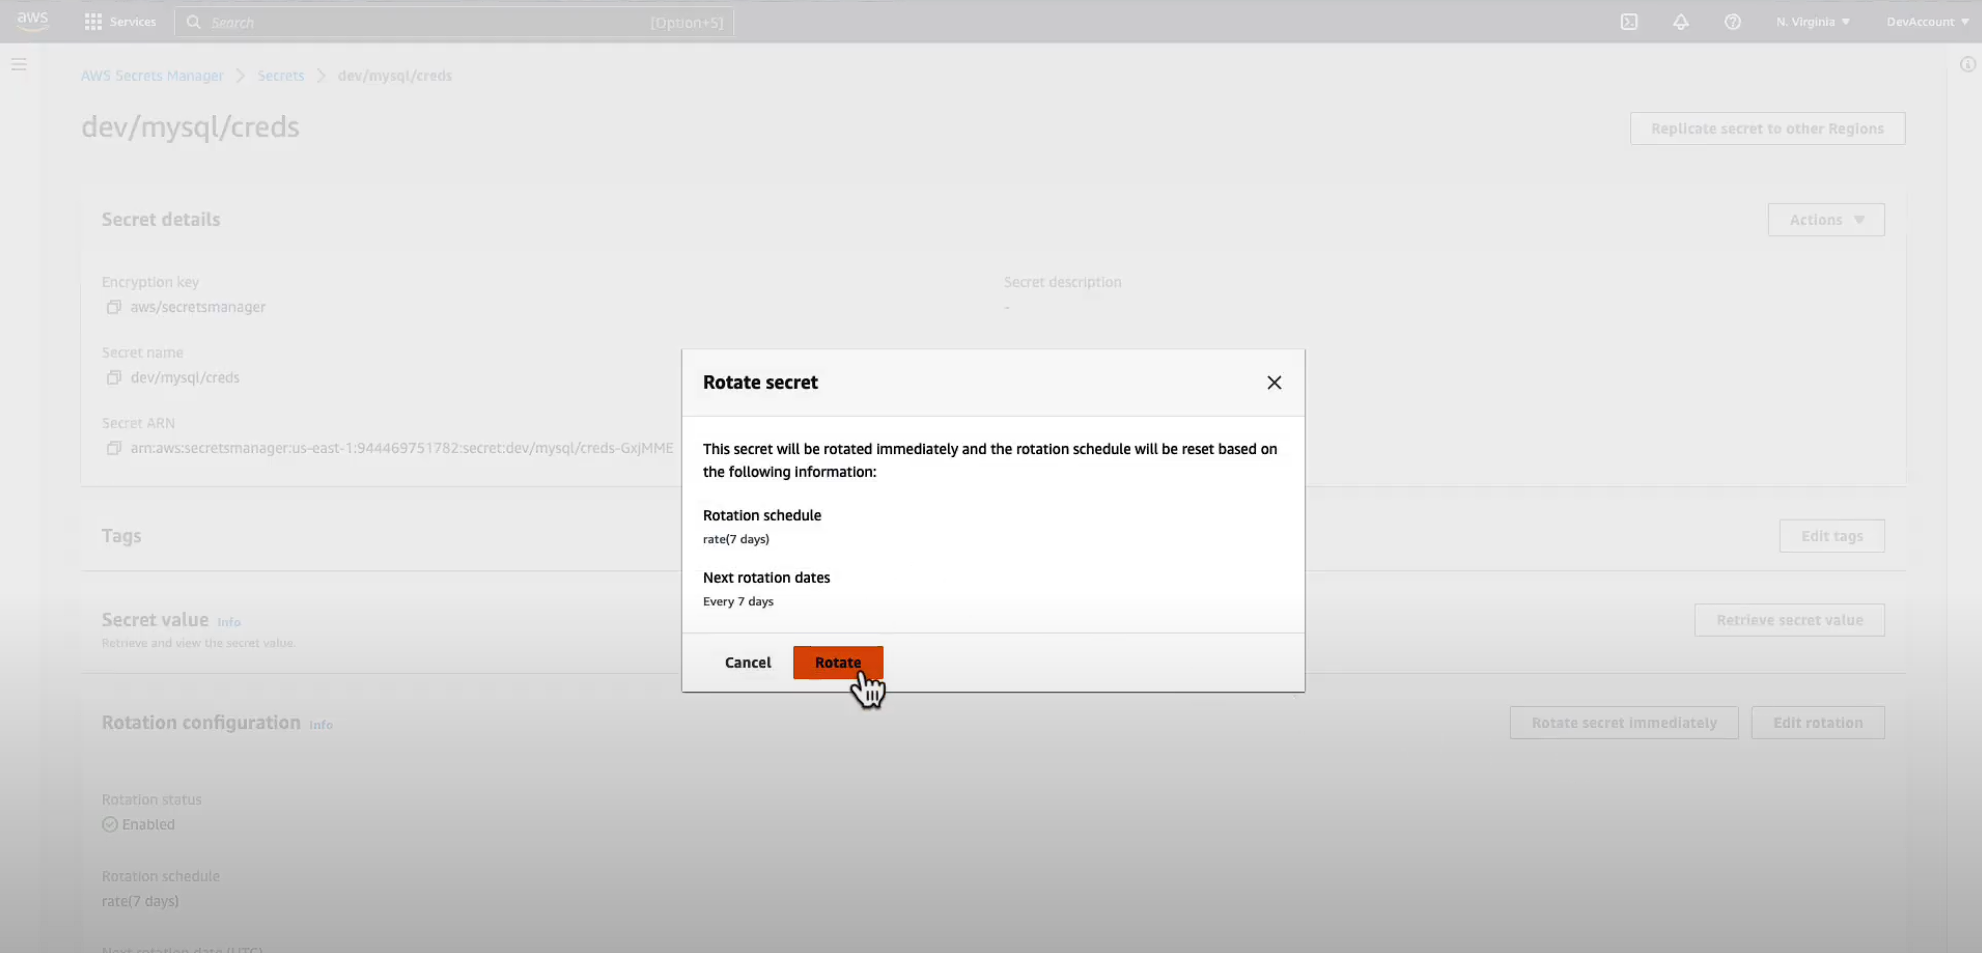 aws
Services
Search
[Option+S]
N. Virginia
DevAccount
AWS Secrets Manager
Secrets
dev/mysql/creds
dev/mysql/creds
Replicate secret to other Regions
Secret details
Actions
Encryption key
aws/secretsmanager
Secret description
-
Secret name
dev/mysql/creds
Secret ARN
arn:aws:secretsmanager:us-east-1:944469751782:secret:dev/mysql/creds-GxjMME
Rotate secret
This secret will be rotated immediately and the rotation schedule will be reset based on
the following information:
Rotation schedule
rate(7 days)
Next rotation dates
Every 7 days
Cancel
Rotate
Tags
Edit tags
Secret value
Info
Retrieve and view the secret value.
Retrieve secret value
Rotation configuration
Info
Rotate secret immediately
Edit rotation
Rotation status
Enabled
Rotation schedule
rate(7 days)
Next rotation date (UTC)